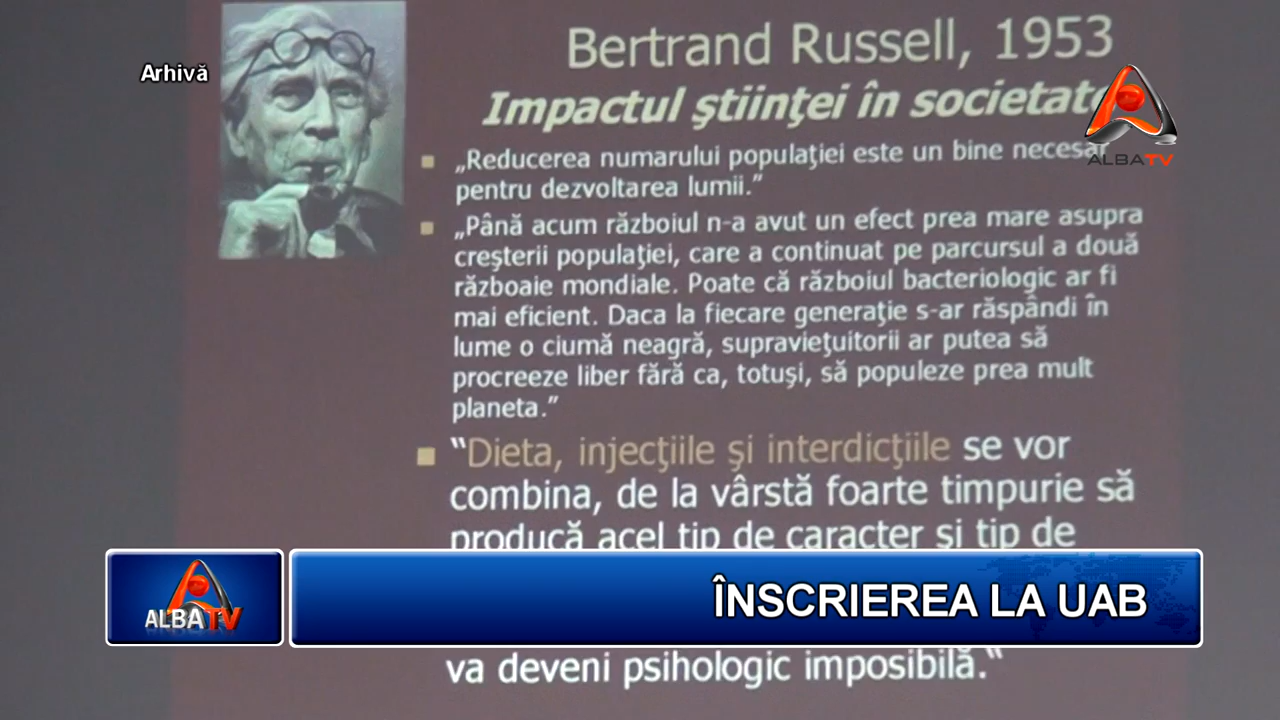 Arhivă
Bertrand Russell, 1953
Impactul ştiinţei în societate
ALBATV
„Reducerea numarului populaţiei este un bine necesar
pentru dezvoltarea lumii.”
„Până acum războiul n-a avut un efect prea mare asupra
creşterii populaţiei, care a continuat pe parcursul a două
războaie mondiale. Poate că războiul bacteriologic ar fi
mai eficient. Daca la fiecare generaţie s-ar răspândi în
lume o ciumă neagră, supravieţuitorii ar putea să
procreeze liber fără ca, totuşi, să populeze prea mult
planeta.”
“Dieta, injecţiile şi interdicţiile se vor
combina, de la vârstă foarte timpurie să
producă acel tip de caracter şi tip de
ALBATV
ÎNSCRIEREA LA UAB
va deveni psihologic imposibilă.“